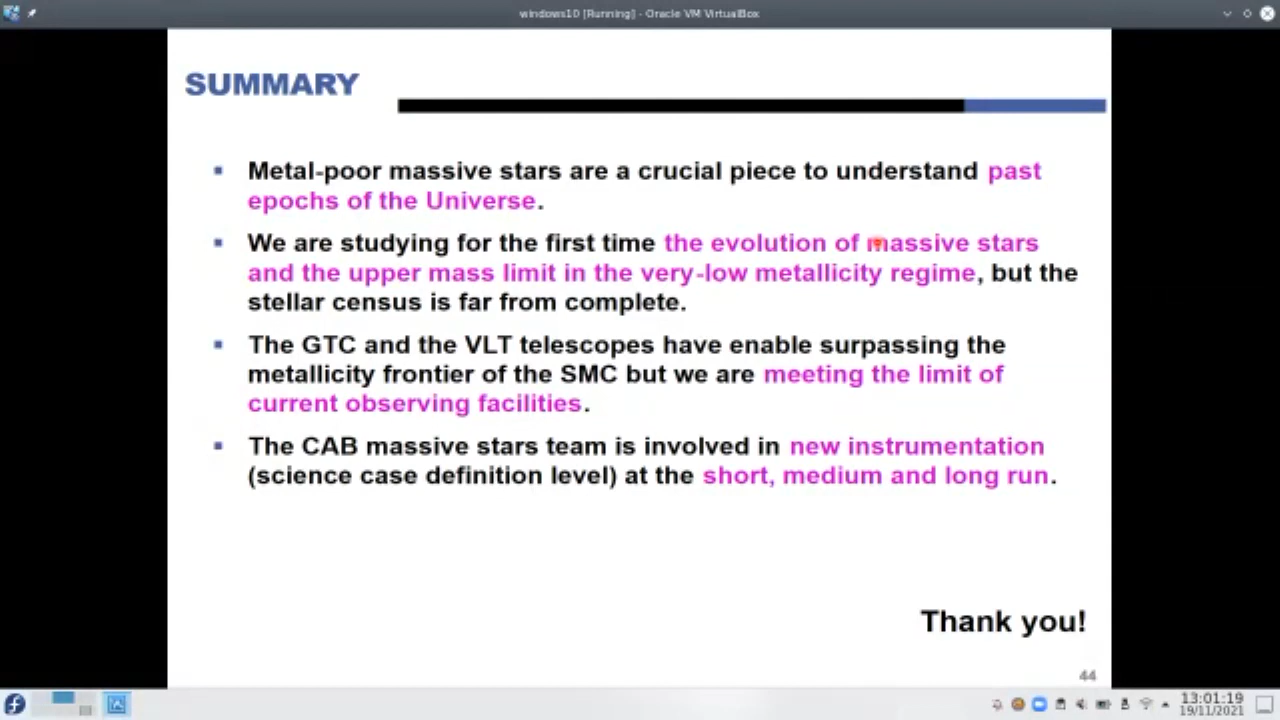 windows10 [Running] - Oracle VM VirtualBox
SUMMARY
Metal-poor massive stars are a crucial piece to understand past
epochs of the Universe.
We are studying for the first time the evolution of massive stars
and the upper mass limit in the very-low metallicity regime, but the
stellar census is far from complete.
The GTC and the VLT telescopes have enable surpassing the
metallicity frontier of the SMC but we are meeting the limit of
current observing facilities.
The CAB massive stars team is involved in new instrumentation
(science case definition level) at the short, medium and long run.
Thank you!
44
13:01:19
19/11/2021